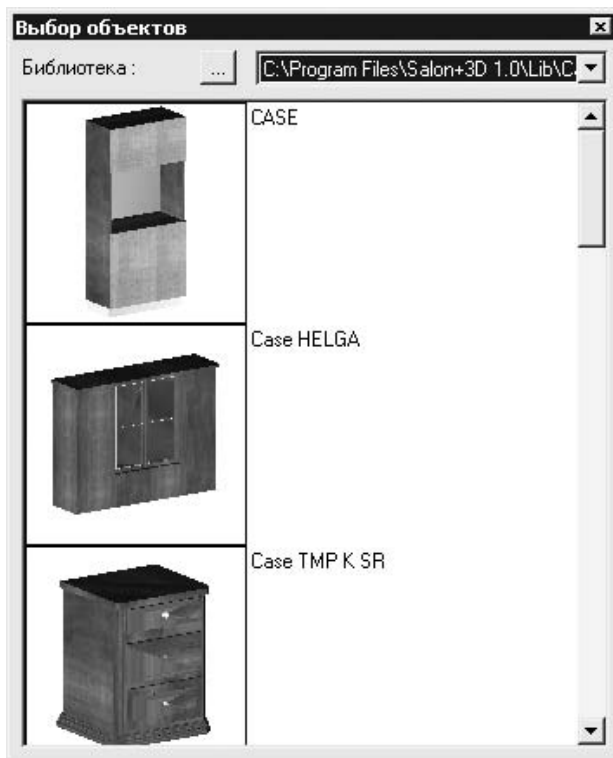 Выбор объектов
Библиотека : ... C:\Program Files\Salon+3D 1.0\Lib\C
CASE
Case HELGA
Case TMP K SR